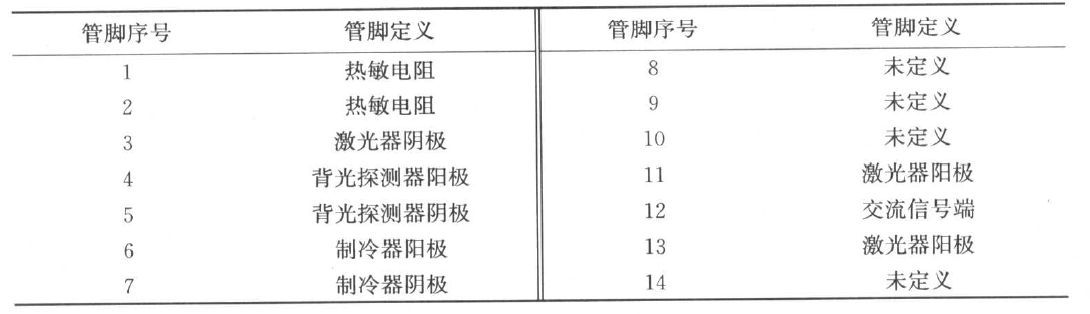 管脚序号 管脚定义 管脚序号 管脚定义
1 热敏电阻 8 未定义
2 热敏电阻 9 未定义
3 激光器阴极 10 未定义
4 背光探测器阳极 11 激光器阳极
5 背光探测器阴极 12 交流信号端
6 制冷器阳极 13 激光器阳极
7 制冷器阴极 14 未定义